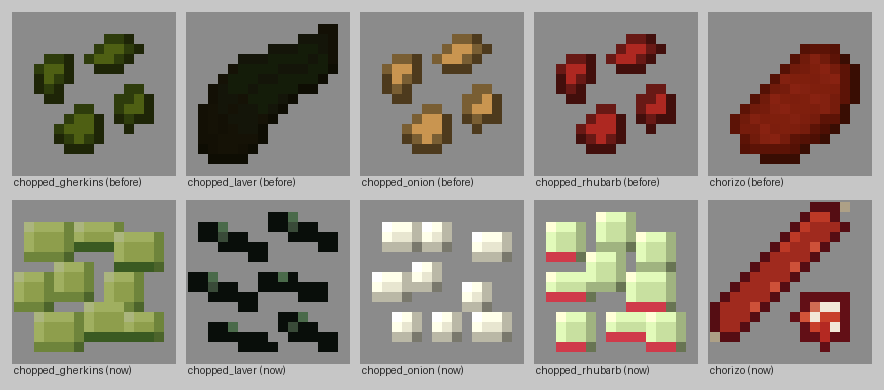 chopped_gherkins (before) chopped_laver (before) chopped_onion (before) chopped_rhubarb (before) chorizo (before)
chopped_gherkins (now) chopped_laver (now) chopped_onion (now) chopped_rhubarb (now) chorizo (now)